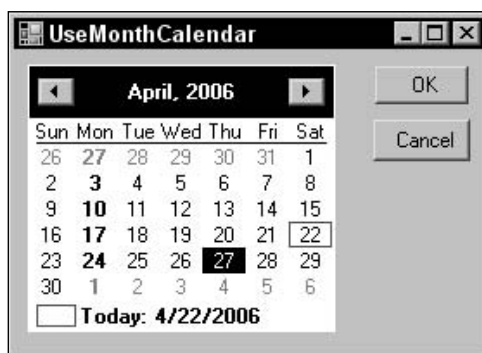 UseMonthCalendar
April, 2006
OK
Sun Mon Tue Wed Thu Fri Sat
Cancel
26 27 28 29 30 31 1
2 3 4 5 6 7 8
9 10 11 12 13 14 15
16 17 18 19 20 21 22
23 24 25 26 27 28 29
30 1 2 3 4 5 6
Today: 4/22/2006